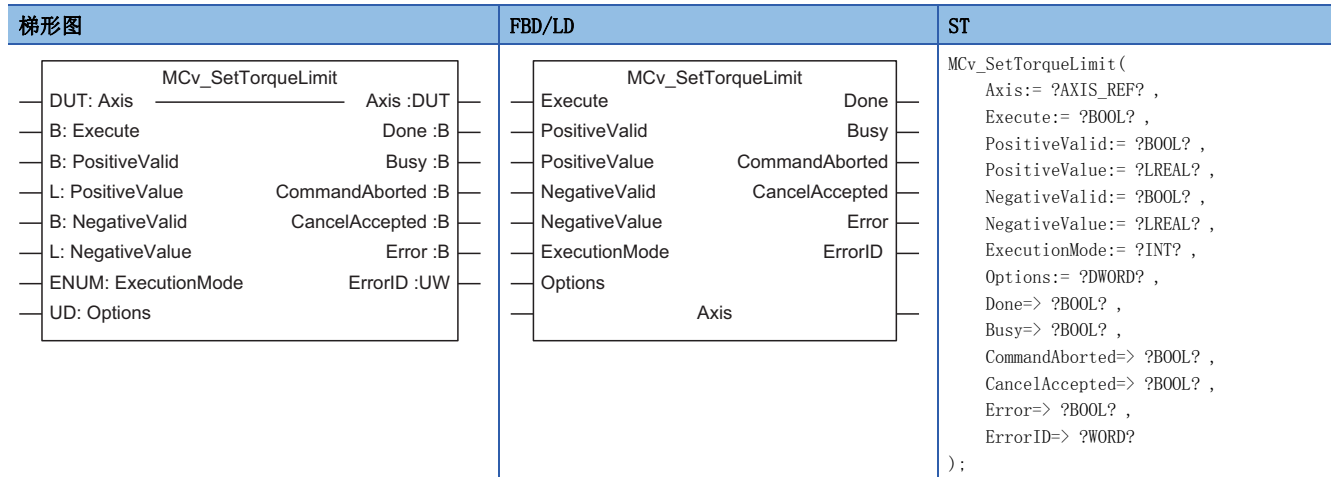 梯形图
FBD/LD
ST
MCv_SetTorqueLimit
DUT: Axis
Axis :DUT
B: Execute
Done :B
B: PositiveValid
Busy :B
L: PositiveValue
CommandAborted :B
B: NegativeValid
CancelAccepted :B
L: NegativeValue
Error :B
ENUM: ExecutionMode
ErrorID :UW
UD: Options
MCv_SetTorqueLimit
Execute
Done
PositiveValid
Busy
PositiveValue
CommandAborted
NegativeValid
CancelAccepted
NegativeValue
Error
ExecutionMode
ErrorID
Options
Axis
MCv_SetTorqueLimit(
Axis:= ?AXIS_REF? ,
Execute:= ?BOOL? ,
PositiveValid:= ?BOOL? ,
PositiveValue:= ?LREAL? ,
NegativeValid:= ?BOOL? ,
NegativeValue:= ?LREAL? ,
ExecutionMode:= ?INT? ,
Options:= ?DWORD? ,
Done=> ?BOOL? ,
Busy=> ?BOOL? ,
CommandAborted=> ?BOOL? ,
CancelAccepted=> ?BOOL? ,
Error=> ?BOOL? ,
ErrorID=> ?WORD?
);